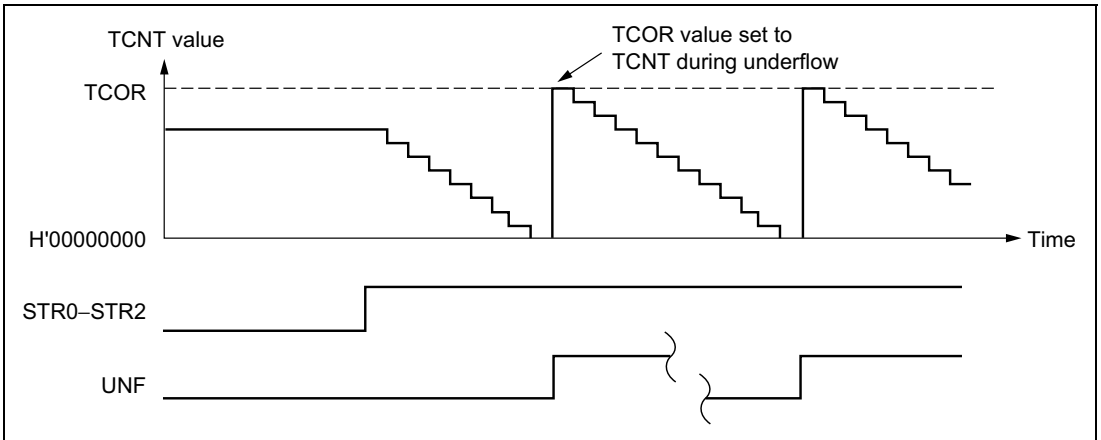 TCNT value
TCOR value set to
TCNT during underflow
TCOR
H'00000000
Time
STR0–STR2
UNF